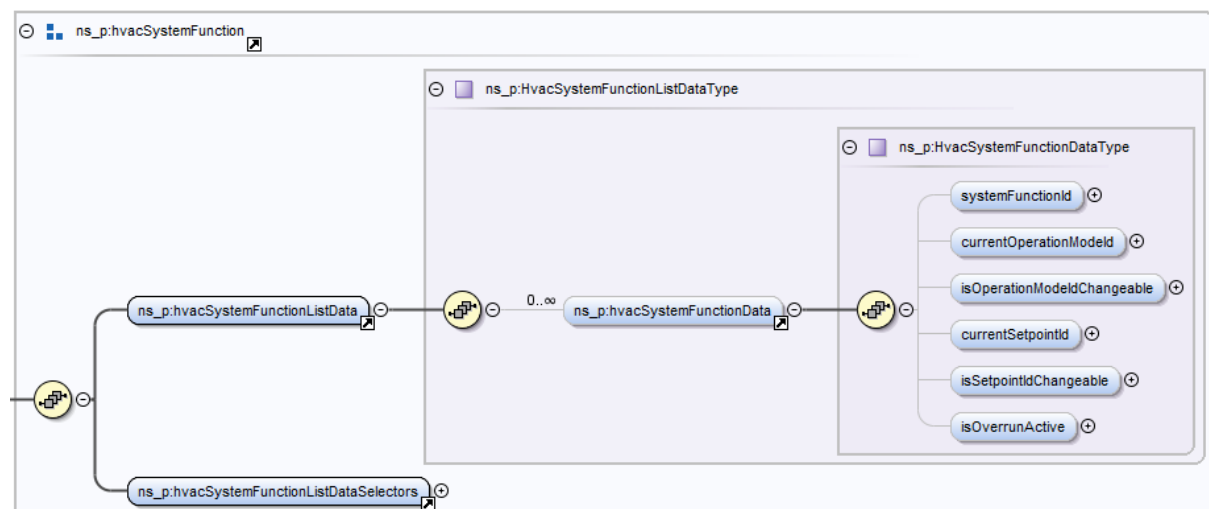 ns_p:hvacSystemFunction
ns_p:HvacSystemFunctionListDataType
ns_p:HvacSystemFunctionDataType
systemFunctionId
currentOperationModeId
isOperationModeIdChangeable
ns_p:hvacSystemFunctionListData
0..∞
ns_p:hvacSystemFunctionData
currentSetpointId
isSetpointIdChangeable
isOverrunActive
ns_p:hvacSystemFunctionListDataSelectors